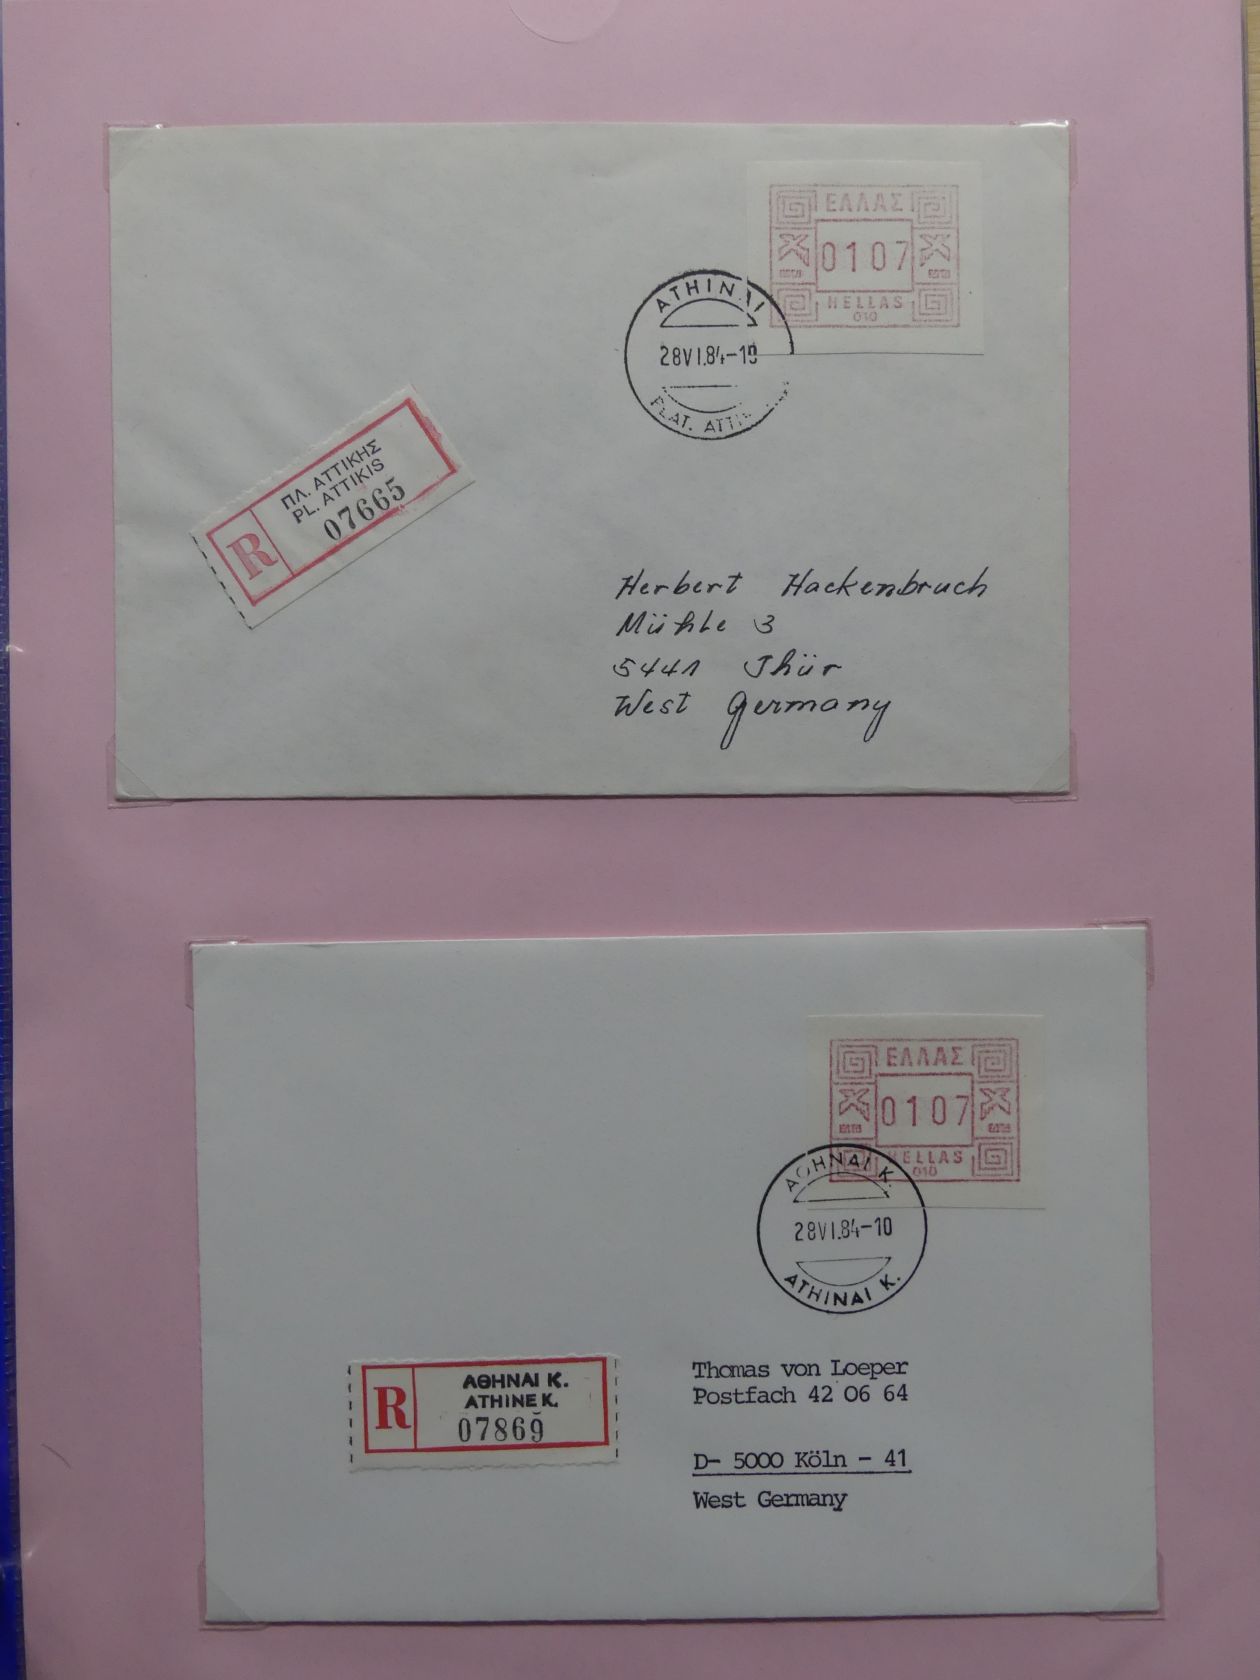 ΕΛΛΑΣ
0107
HELLAS
010
ATHINAI
28VI.84-19
PLAT.
ΠΛ. ΑΤΤΙΚΗΣ
PL. ATTIKIS
R 07665
Herbert Hackenbruch
Mühle 3
5441 Thür
West Germany
ΕΛΛΑΣ
0107
HELLAS
010
ΑΘΗΝΑΙ Κ.
28VI.84-10
ATHINAI K.
ΑΘΗΝΑΙ Κ.
ATHINE K.
R 07869
Thomas von Loeper
Postfach 42 06 64
D- 5000 Köln - 41
West Germany